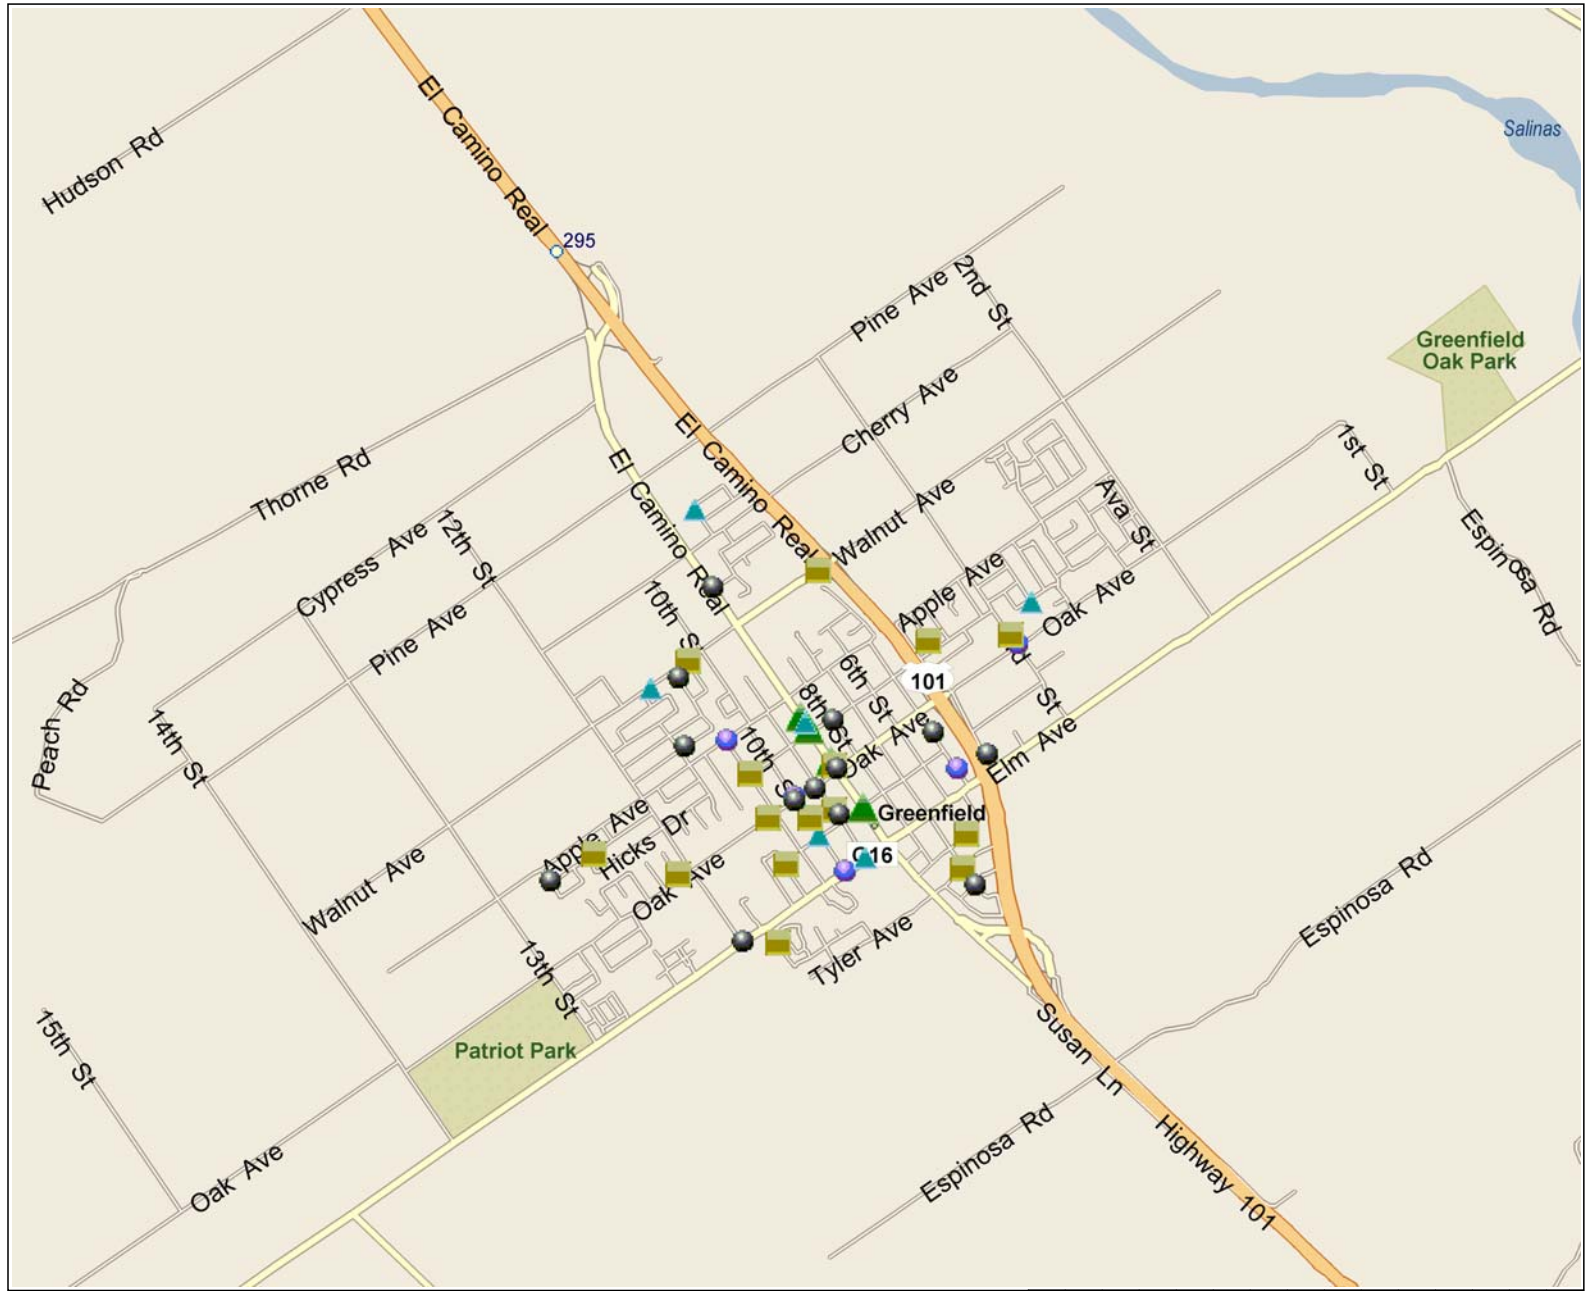 El Camino Real
Salinas
Hudson Rd
295
2nd St
Pine Ave
Greenfield
Oak Park
Cherry Ave
El Camino Real
1st St
El Camino Real
Thorne Rd
Walnut Ave
Ava St
12th St
Cypress Ave
Espinosa Rd
Apple Ave
Oak Ave
10th St
Pine Ave
6th St
101
St
8th St
Peach Rd
14th St
10th S
Oak Ave
Elm Ave
Apple Ave
Hicks Dr
Greenfield
G16
Walnut Ave
Oak Ave
Espinosa Rd
Tyler Ave
13th St
15th St
Patriot Park
Susan Ln
Espinosa Rd
Oak Ave
Highway 101